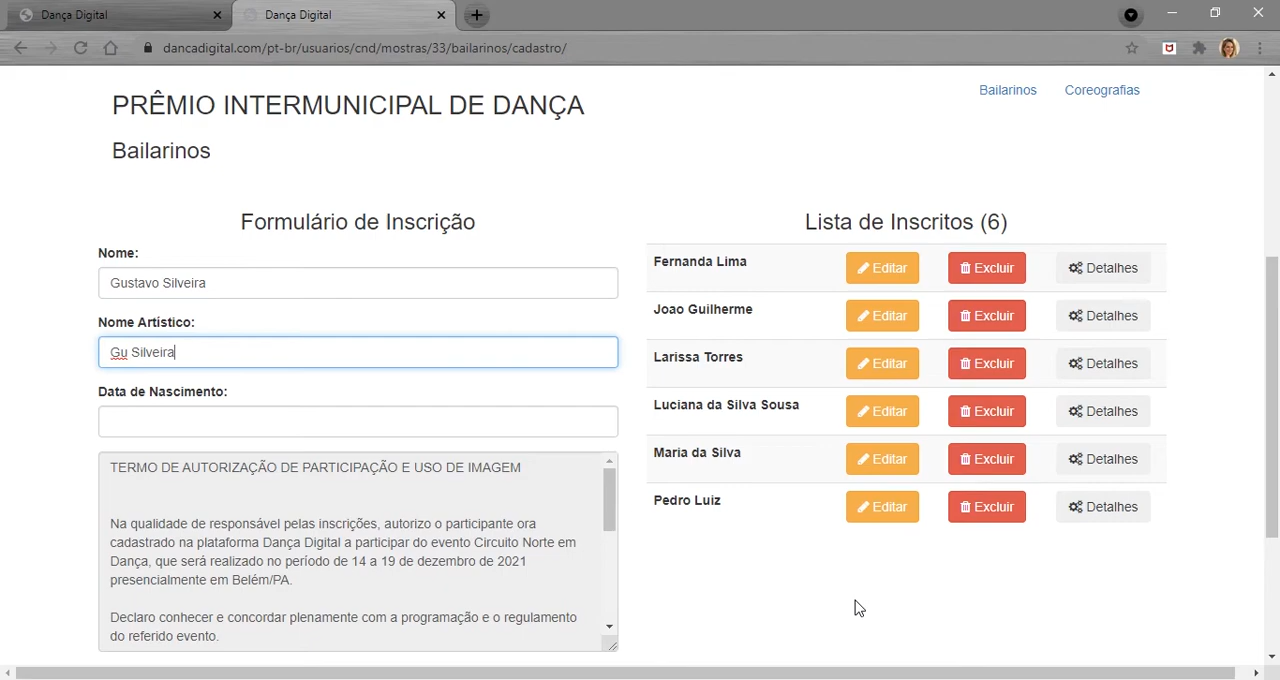 Dança Digital
Dança Digital
dancadigital.com/pt-br/usuarios/cnd/mostras/33/bailarinos/cadastro/
PRÊMIO INTERMUNICIPAL DE DANÇA
Bailarinos
Coreografias
Bailarinos
Formulário de Inscrição
Nome:
Gustavo Silveira
Nome Artístico:
Gu Silveira
Data de Nascimento:
TERMO DE AUTORIZAÇÃO DE PARTICIPAÇÃO E USO DE IMAGEM
Na qualidade de responsável pelas inscrições, autorizo o participante ora
cadastrado na plataforma Dança Digital a participar do evento Circuito Norte em
Dança, que será realizado no período de 14 a 19 de dezembro de 2021
presencialmente em Belém/PA.
Declaro conhecer e concordar plenamente com a programação e o regulamento
do referido evento.
Lista de Inscritos (6)
Fernanda Lima Editar Excluir Detalhes
Joao Guilherme Editar Excluir Detalhes
Larissa Torres Editar Excluir Detalhes
Luciana da Silva Sousa Editar Excluir Detalhes
Maria da Silva Editar Excluir Detalhes
Pedro Luiz Editar Excluir Detalhes